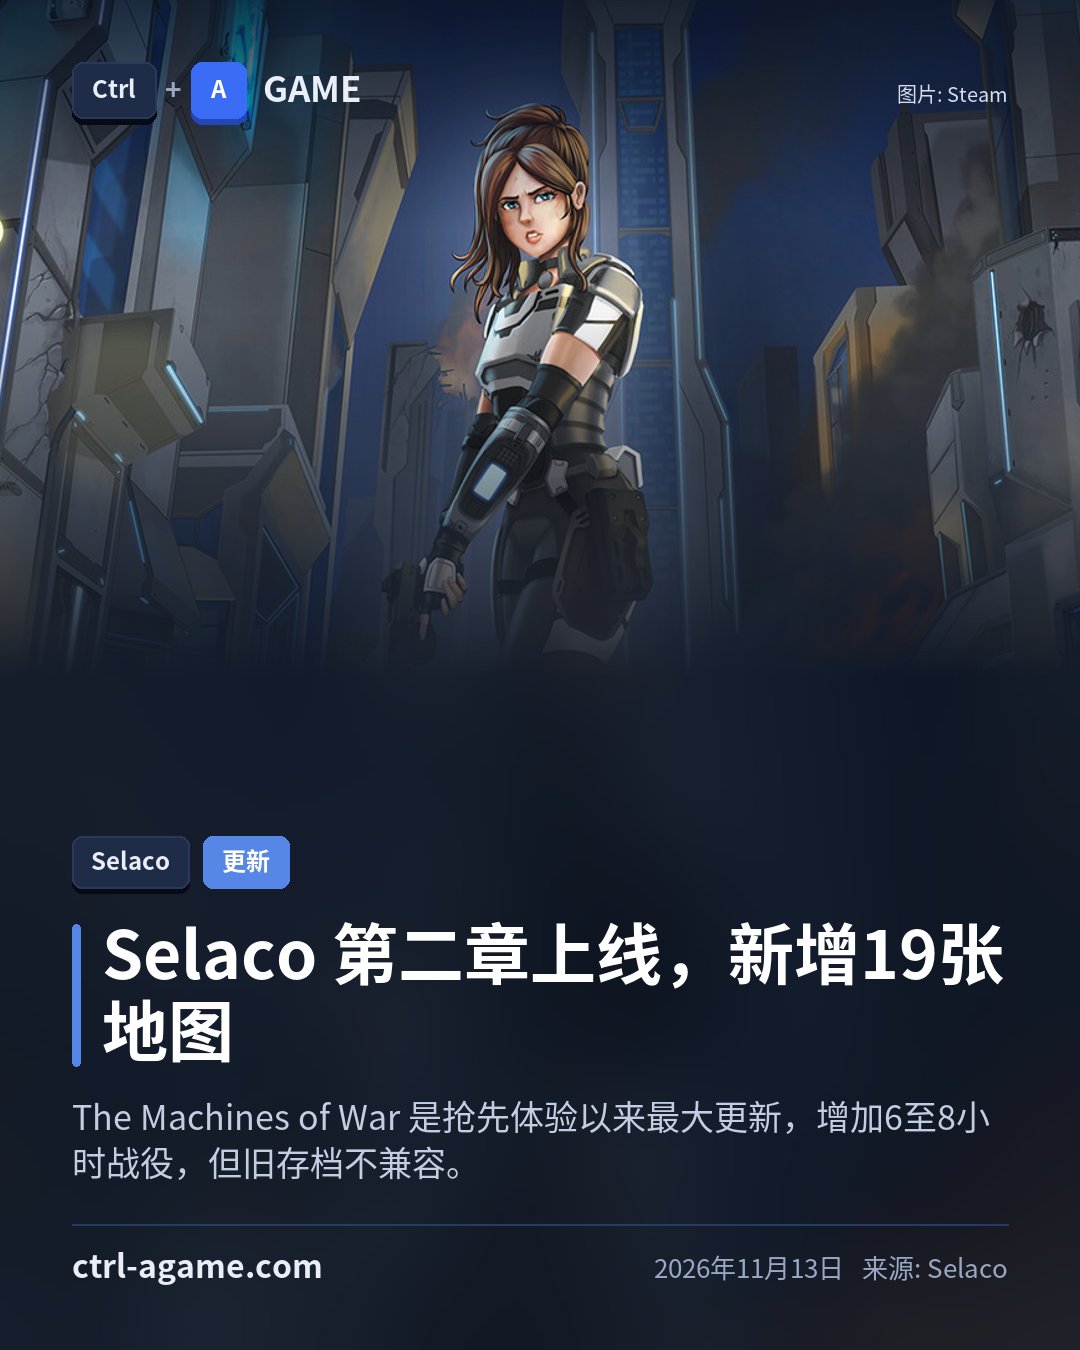 Ctrl + A GAME
图片: Steam
Selaco 更新
Selaco 第二章上线，新增19张
地图
The Machines of War 是抢先体验以来最大更新，增加6至8小
时战役，但旧存档不兼容。
ctrl-agame.com
2026年11月13日 来源: Selaco